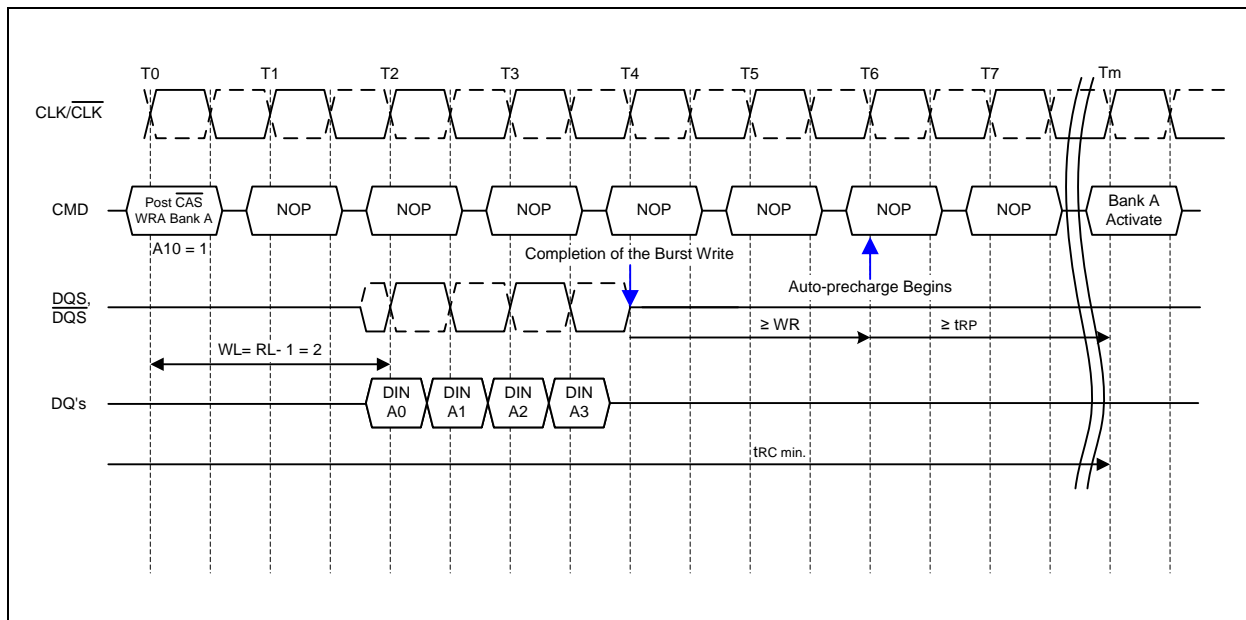 T0 T1 T2 T3 T4 T5 T6 T7 Tm
CLK/CLK
CMD
Post CAS
WRA Bank A
NOP NOP NOP NOP NOP NOP NOP
Bank A
Activate
A10 = 1
Completion of the Burst Write
Auto-precharge Begins
DQS,
DQS
≥ WR
≥ tRP
WL= RL- 1 = 2
DQ's
DIN
A0
DIN
A1
DIN
A2
DIN
A3
tRC min.